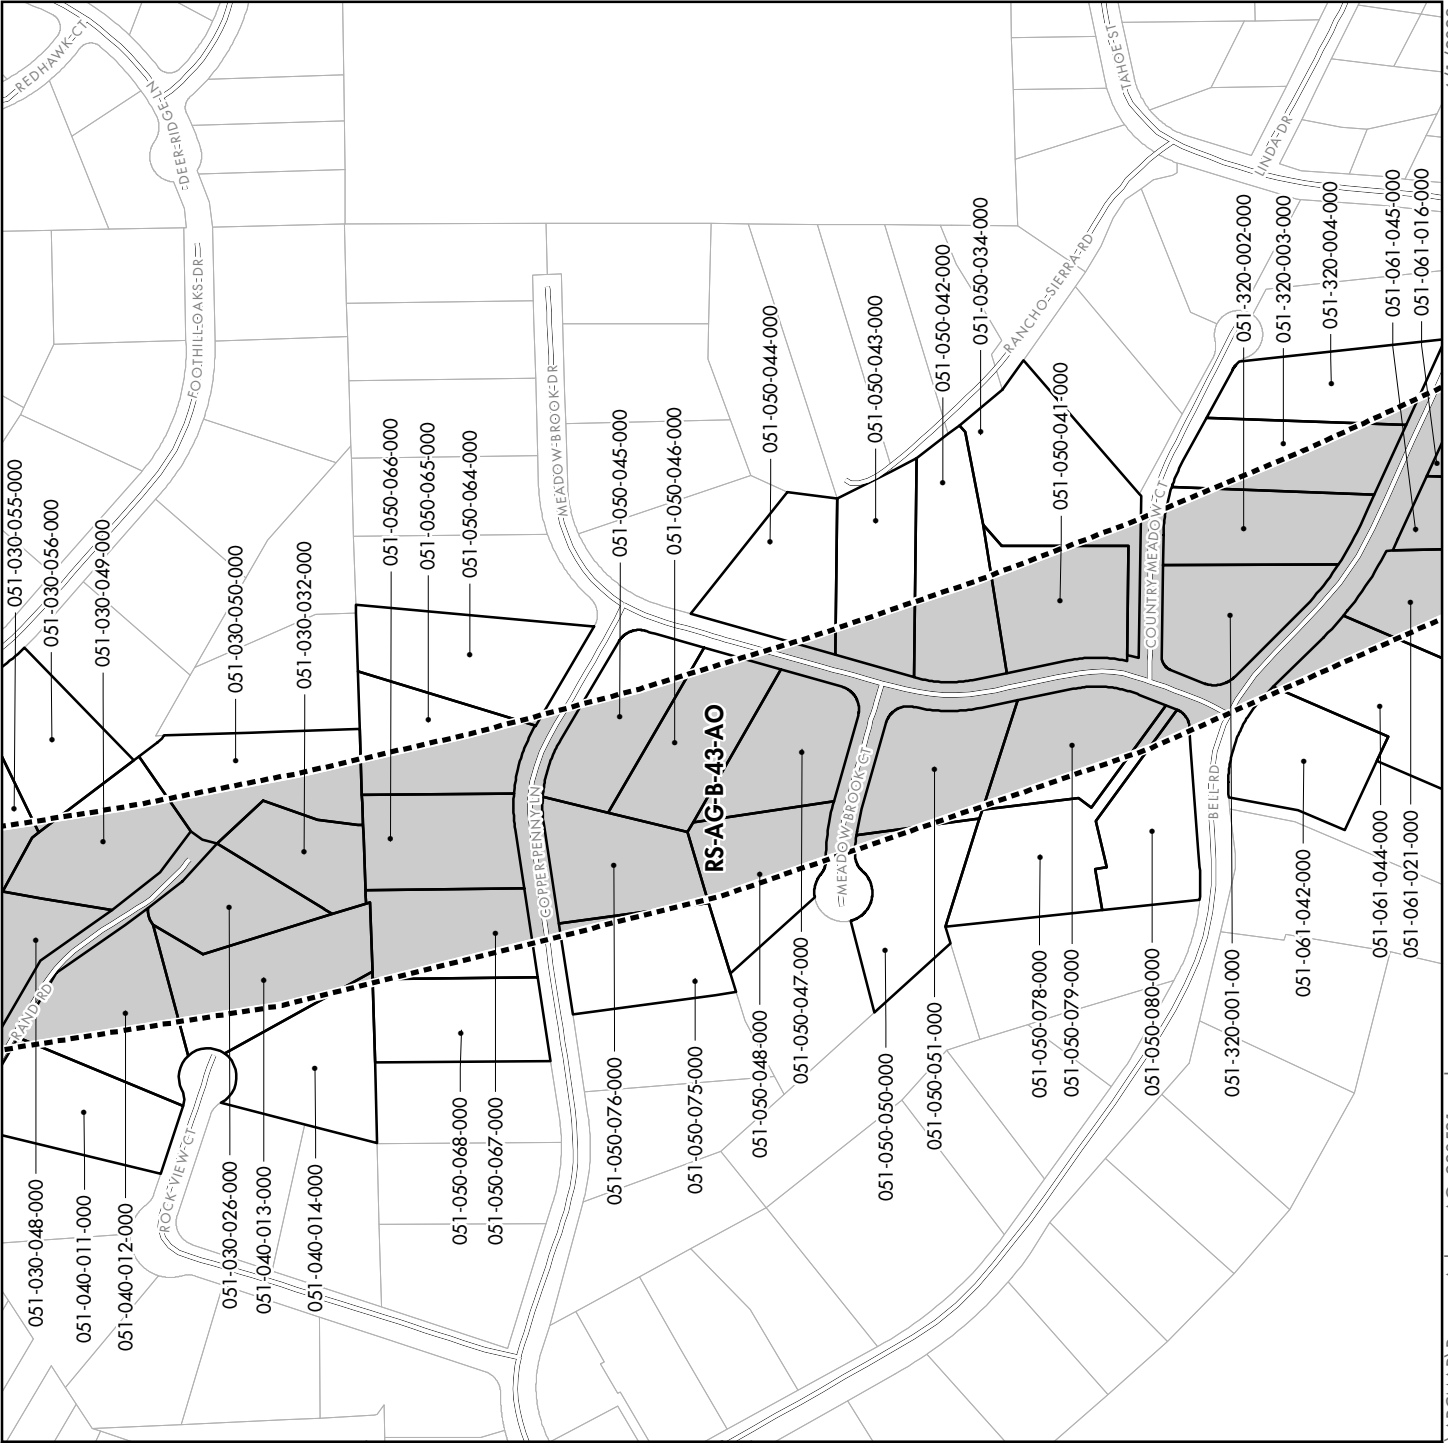 REDHAWK CT
DEER RIDGE LN
FOOTHILL OAKS DR
TAHOE ST
LINDA DR
RANCHO SIERRA RD
MEADOW BROOK DR
051-030-055-000
051-030-056-000
051-030-049-000
051-030-050-000
051-030-032-000
051-050-066-000
051-050-065-000
051-050-064-000
051-050-045-000
051-050-046-000
051-050-044-000
051-050-043-000
051-050-042-000
051-050-034-000
051-050-041-000
051-320-002-000
051-320-003-000
051-320-004-000
051-061-045-000
051-061-016-000
COUNTRY MEADOW CT
RS-AG-B-43-AO
COPPER PENNY LN
MEADOW BROOK CT
BELL RD
RAND RD
ROCK VIEW CT
051-030-048-000
051-040-011-000
051-040-012-000
051-030-026-000
051-040-013-000
051-040-014-000
051-050-068-000
051-050-067-000
051-050-076-000
051-050-075-000
051-050-048-000
051-050-047-000
051-050-050-000
051-050-051-000
051-050-078-000
051-050-079-000
051-050-080-000
051-320-001-000
051-061-042-000
051-061-044-000
051-061-021-000